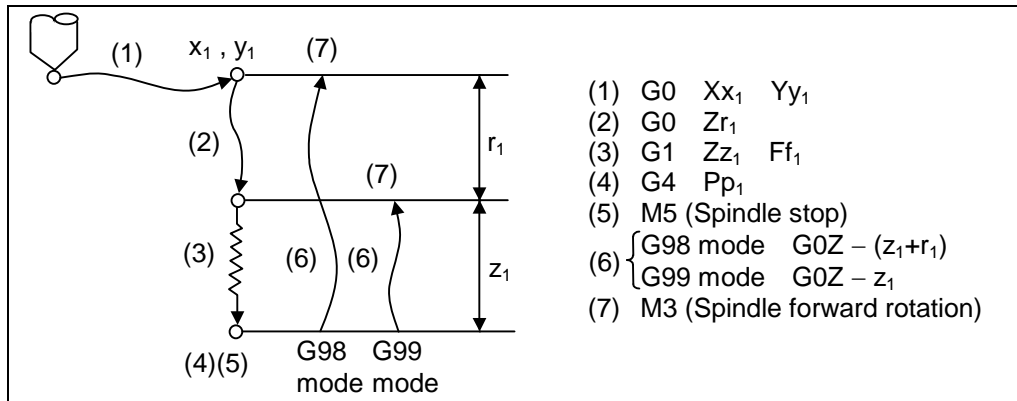 (1)
x₁ , y₁
(7)
(2)
r₁
(7)
(3)
(6)
(6)
z₁
(4)(5)
G98
mode
G99
mode
(1) G0 Xx₁ Yy₁
(2) G0 Zr₁
(3) G1 Zz₁ Ff₁
(4) G4 Pp₁
(5) M5 (Spindle stop)
(6) G98 mode G0Z – (z₁+r₁)
G99 mode G0Z – z₁
(7) M3 (Spindle forward rotation)